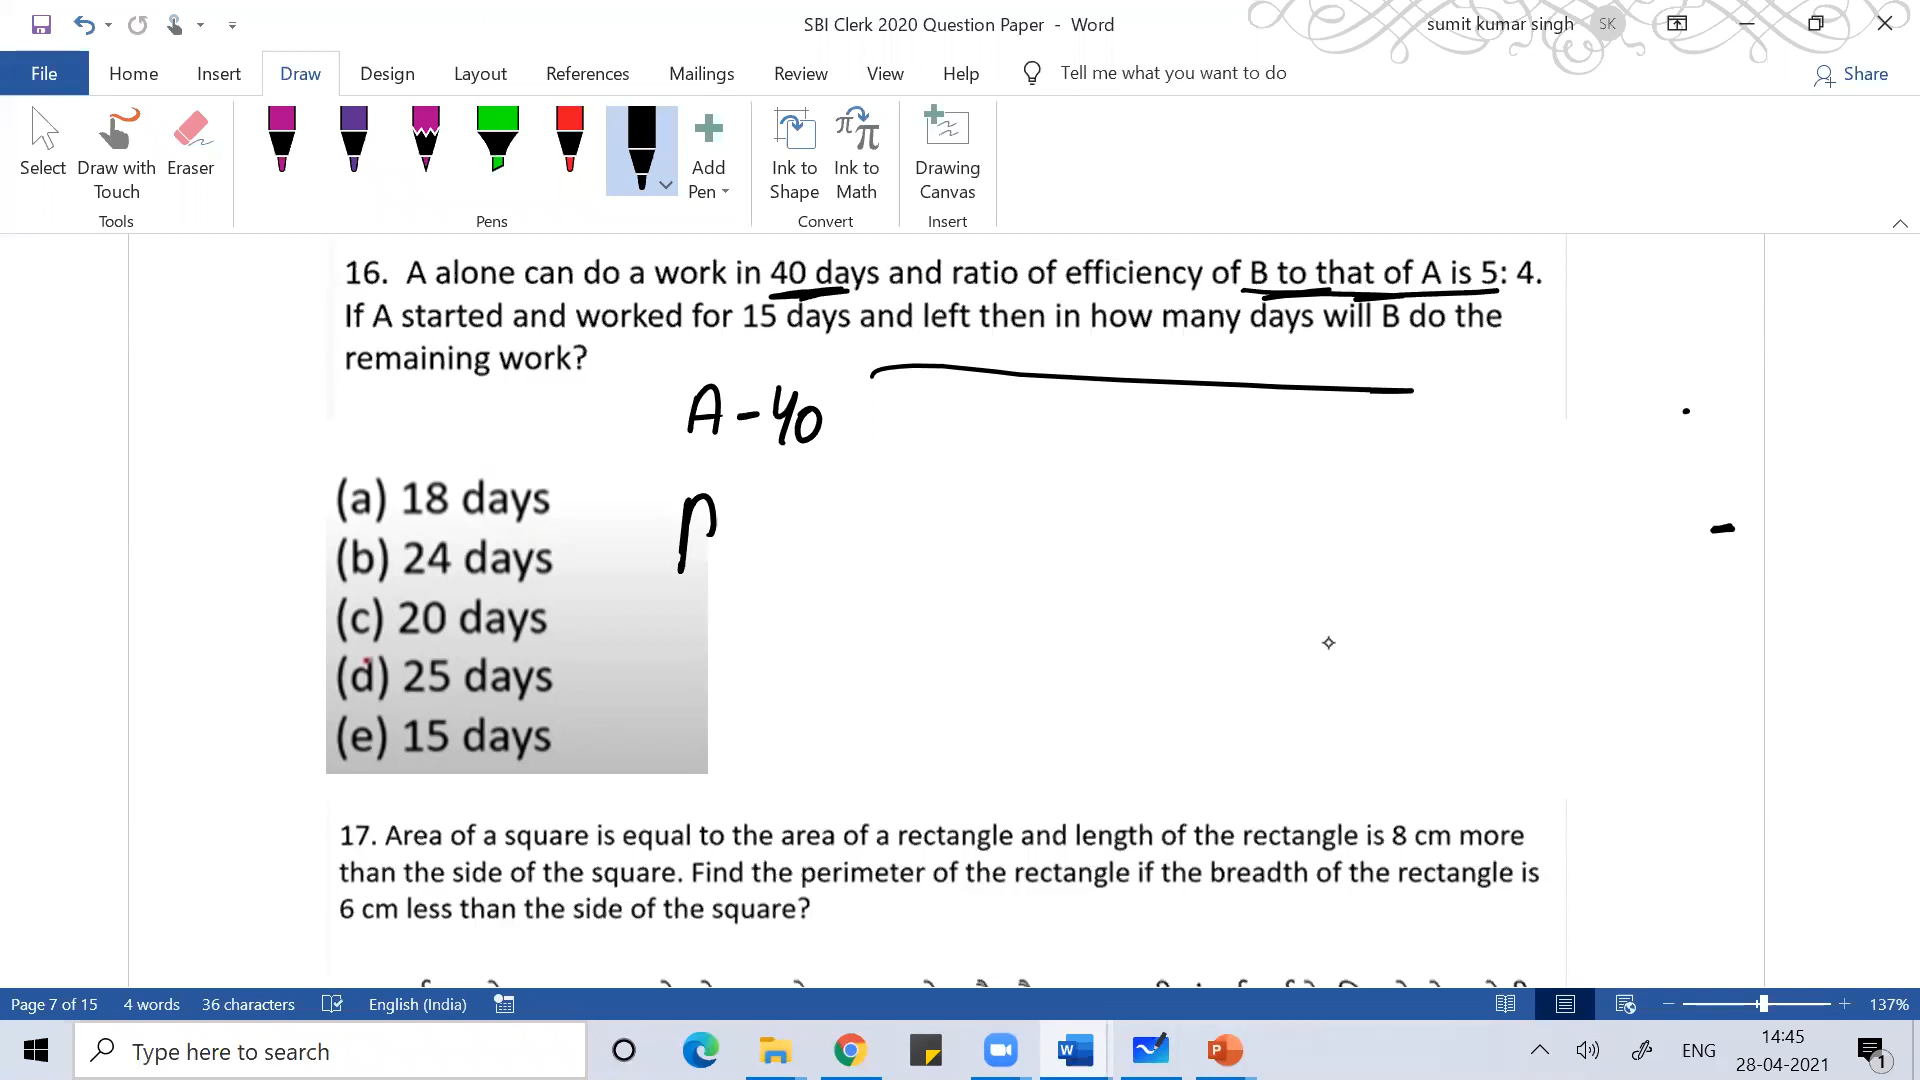 SBI Clerk 2020 Question Paper - Word
sumit kumar singh
SK
File Home Insert Draw Design Layout References Mailings Review View Help Tell me what you want to do
Share
Select
Draw with Touch
Eraser
Add Pen
Ink to Shape
Ink to Math
Drawing Canvas
Tools Pens Convert Insert
16. A alone can do a work in 40 days and ratio of efficiency of B to that of A is 5: 4.
If A started and worked for 15 days and left then in how many days will B do the
remaining work?
A - 40
(a) 18 days
(b) 24 days
(c) 20 days
(d) 25 days
(e) 15 days
17. Area of a square is equal to the area of a rectangle and length of the rectangle is 8 cm more
than the side of the square. Find the perimeter of the rectangle if the breadth of the rectangle is
6 cm less than the side of the square?
Page 7 of 15 4 words 36 characters English (India) 137%
Type here to search
ENG
14:45
28-04-2021
1